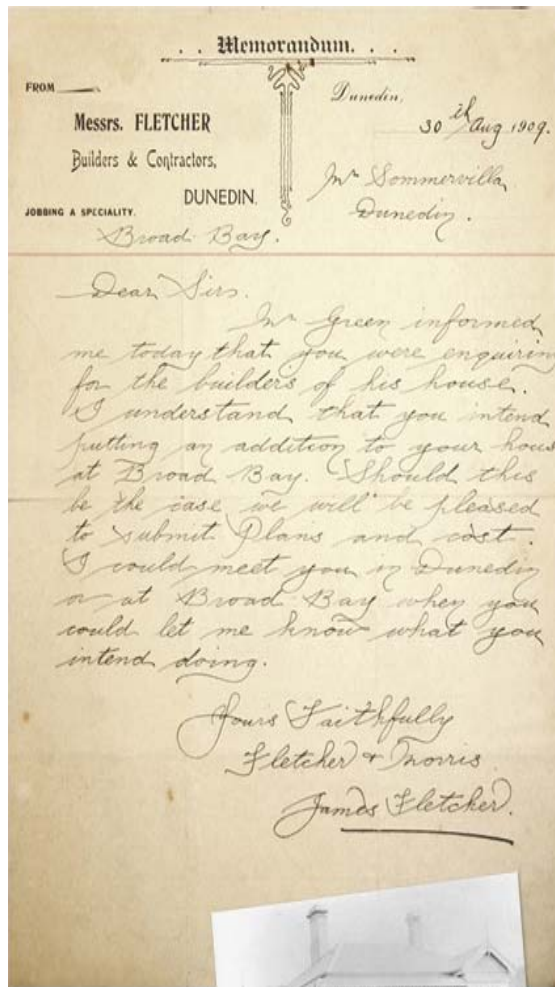 . . Memorandum. . .
FROM
Dunedin,
30th Aug 1909.
Messrs. FLETCHER
Builders & Contractors,
DUNEDIN.
JOBBING A SPECIALITY.
Mr Sommerville
Dunedin.
Broad Bay.
Dear Sirs.
Mr Green informed
me today that you were enquiring
for the builders of his house.
I understand that you intend
putting an addition to your hous
at Broad Bay. Should this
be the case we will be pleased
to submit Plans and cost.
I could meet you in Dunedin
or at Broad Bay when you
could let me know what you
intend doing.
Yours Faithfully
Fletcher & Morris
James Fletcher.